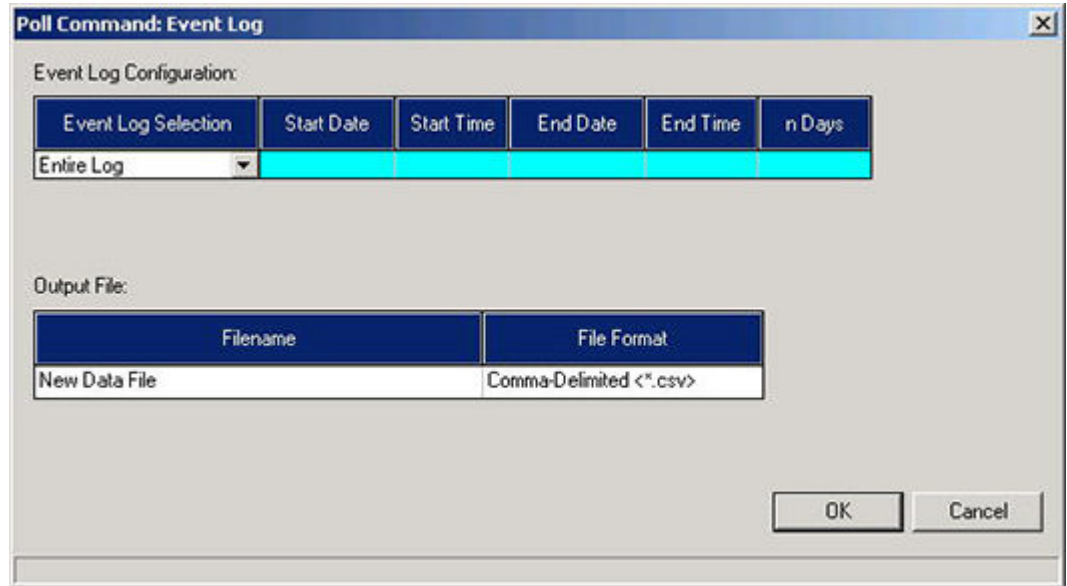 Poll Command: Event Log
Event Log Configuration:
Event Log Selection Start Date Start Time End Date End Time n Days
Entire Log
Output File:
Filename File Format
New Data File Comma-Delimited <*.csv>
OK Cancel